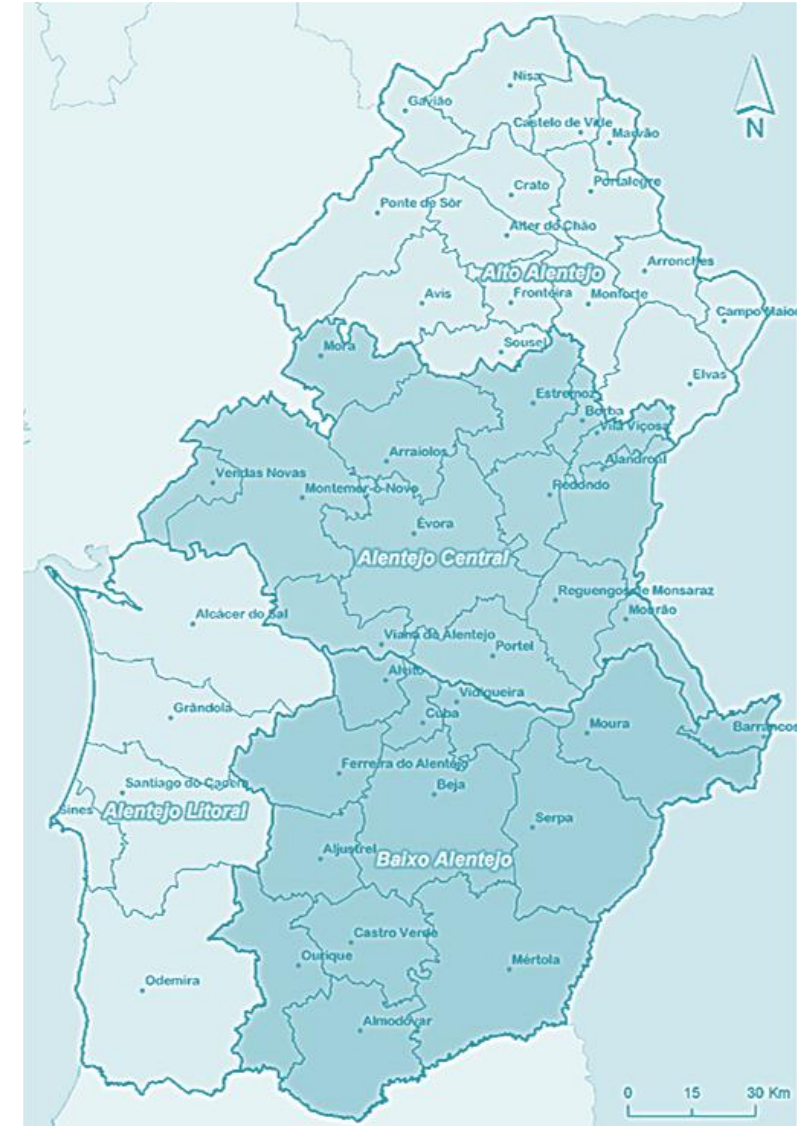 Nisa
Gavião
Castelo de Vide
Marvão
N
Crato
Portalegre
Ponte de Sôr
Alter do Chão
Alto Alentejo
Arronches
Avis
Fronteira
Monforte
Campo Maior
Mora
Sousel
Elvas
Estremoz
Borba
Vila Viçosa
Arraiolos
Alandroal
Vendas Novas
Montemor-o-Novo
Redondo
Évora
Alentejo Central
Reguengos de Monsaraz
Mourão
Alcácer do Sal
Viana do Alentejo
Portel
Alvito
Vidigueira
Grândola
Cuba
Moura
Barrancos
Ferreira do Alentejo
Santiago do Cacém
Beja
Sines
Alentejo Litoral
Serpa
Aljustrel
Baixo Alentejo
Castro Verde
Ourique
Mértola
Odemira
Almodôvar
0 15 30 Km